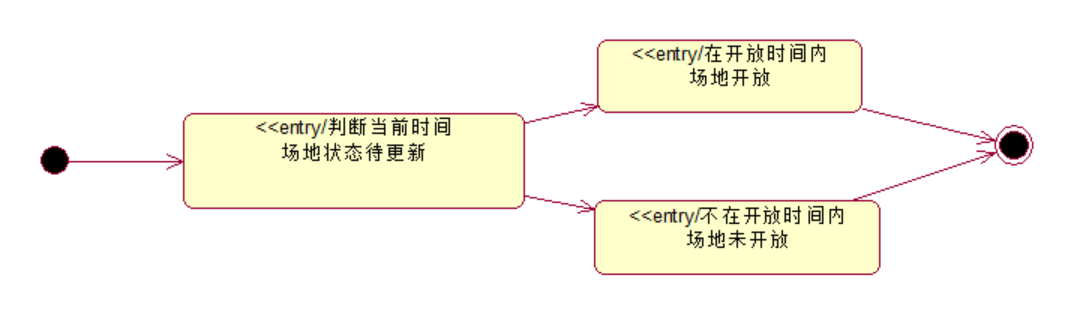 <<entry/判断当前时间
场地状态待更新
<<entry/在开放时间内
场地开放
<<entry/不在开放时间内
场地未开放